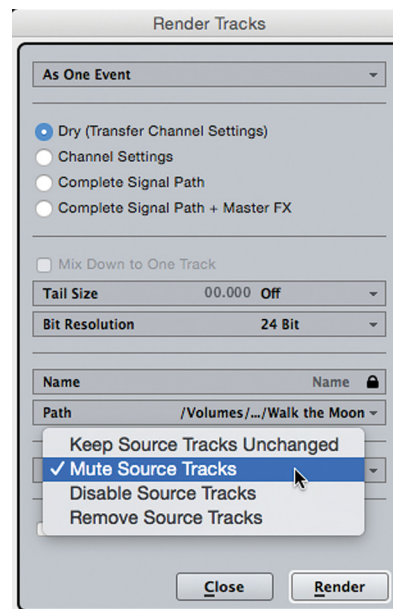 Render Tracks
As One Event
Dry (Transfer Channel Settings)
Channel Settings
Complete Signal Path
Complete Signal Path + Master FX
Mix Down to One Track
Tail Size 00.000 Off
Bit Resolution 24 Bit
Name Name
Path /Volumes/.../Walk the Moon
Keep Source Tracks Unchanged
✓ Mute Source Tracks
Disable Source Tracks
Remove Source Tracks
Close Render